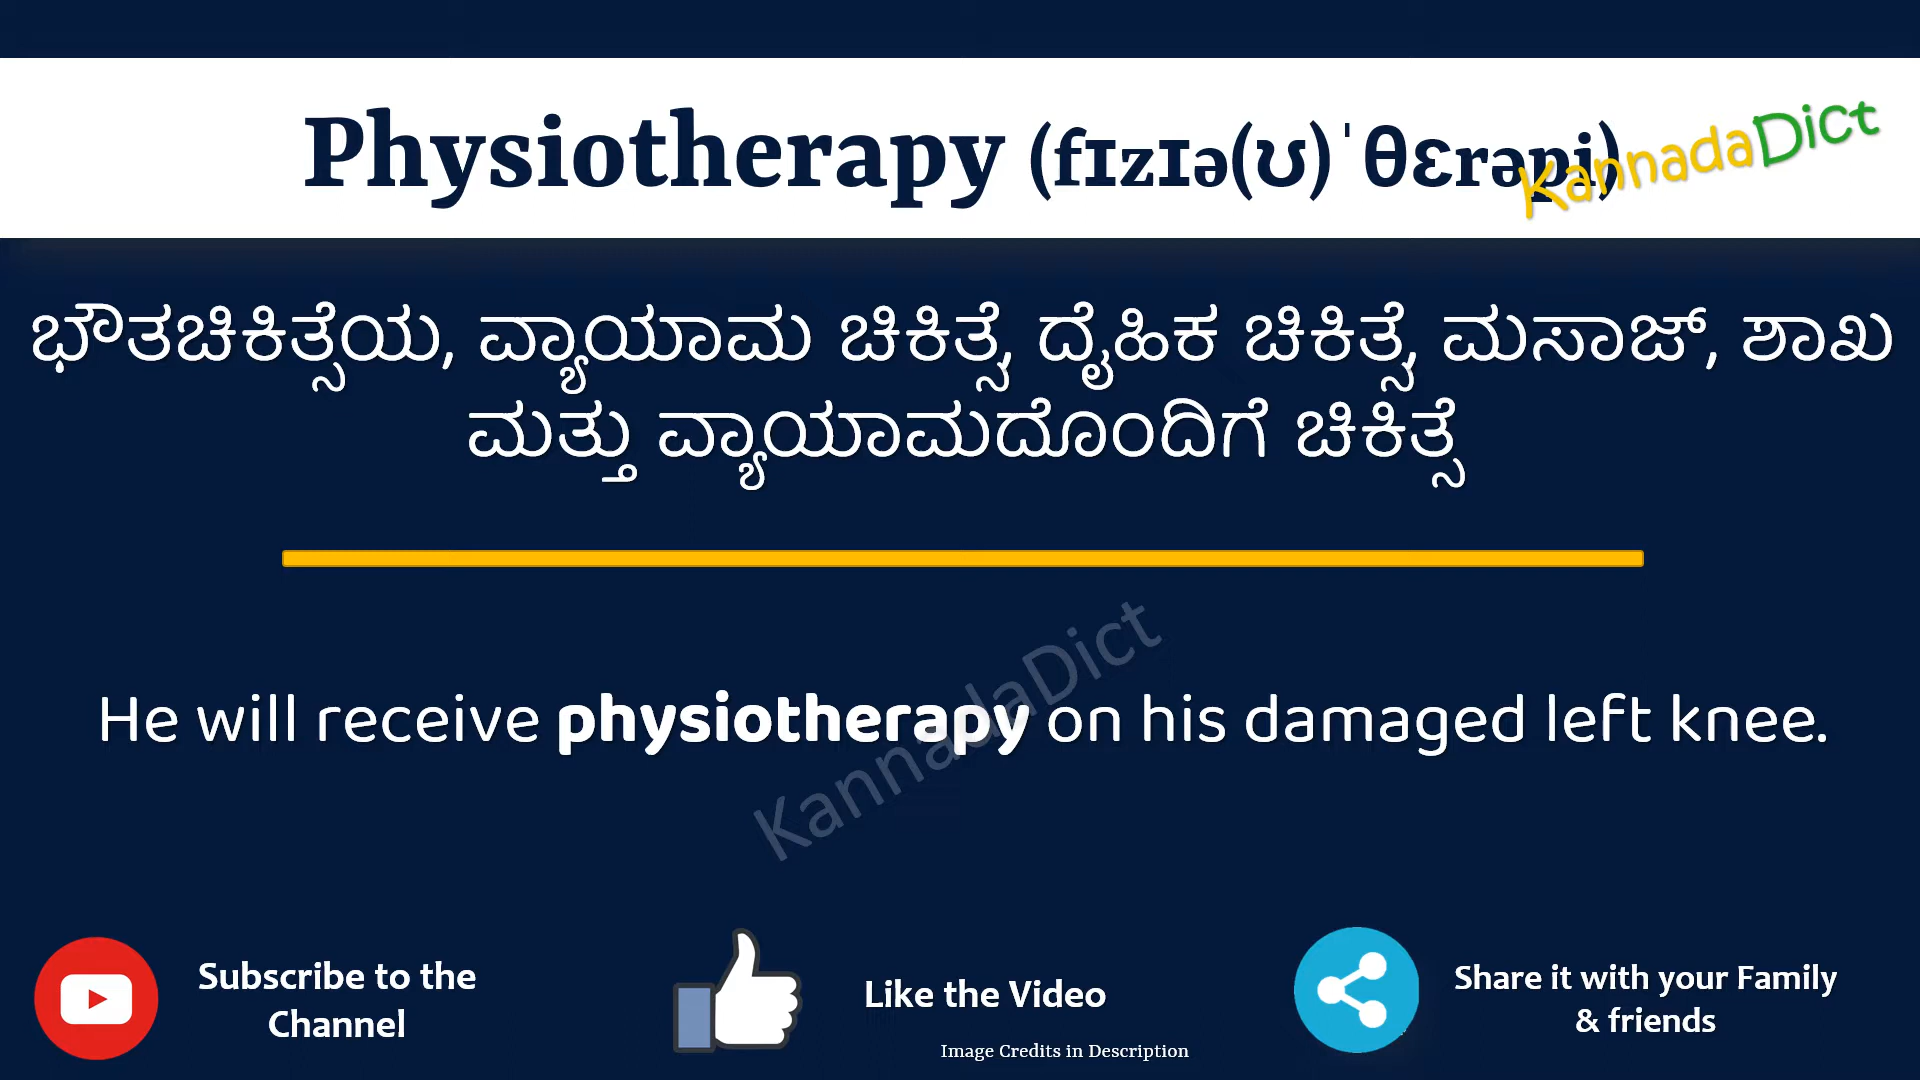 Physiotherapy (fɪzɪə(ʊ)ˈθɛrəpi)
KannadaDict
ಭೌತಚಿಕಿತ್ಸೆಯ, ವ್ಯಾಯಾಮ ಚಿಕಿತ್ಸೆ, ದೈಹಿಕ ಚಿಕಿತ್ಸೆ, ಮಸಾಜ್, ಶಾಖ
ಮತ್ತು ವ್ಯಾಯಾಮದೊಂದಿಗೆ ಚಿಕಿತ್ಸೆ
He will receive physiotherapy on his damaged left knee.
KannadaDict
Subscribe to the
Channel
Like the Video
Share it with your Family
& friends
Image Credits in Description